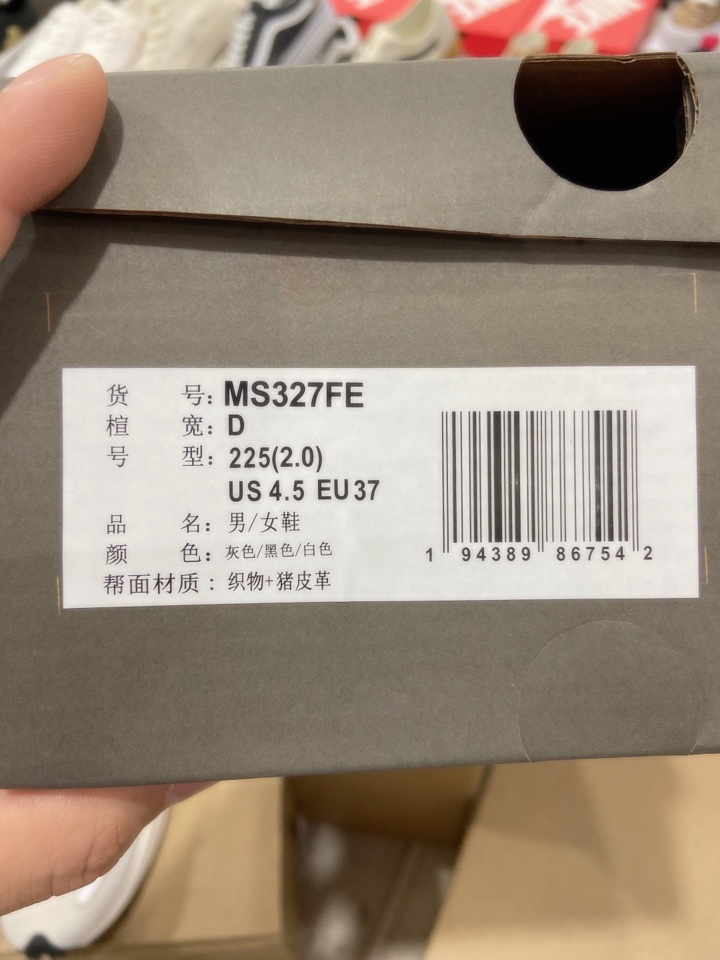 货 号：MS327FE
楦 宽：D
号 型：225(2.0)
US 4.5 EU 37
品 名：男/女鞋
颜 色：灰色/黑色/白色
帮面材质：织物+猪皮革
1 94389 86754 2